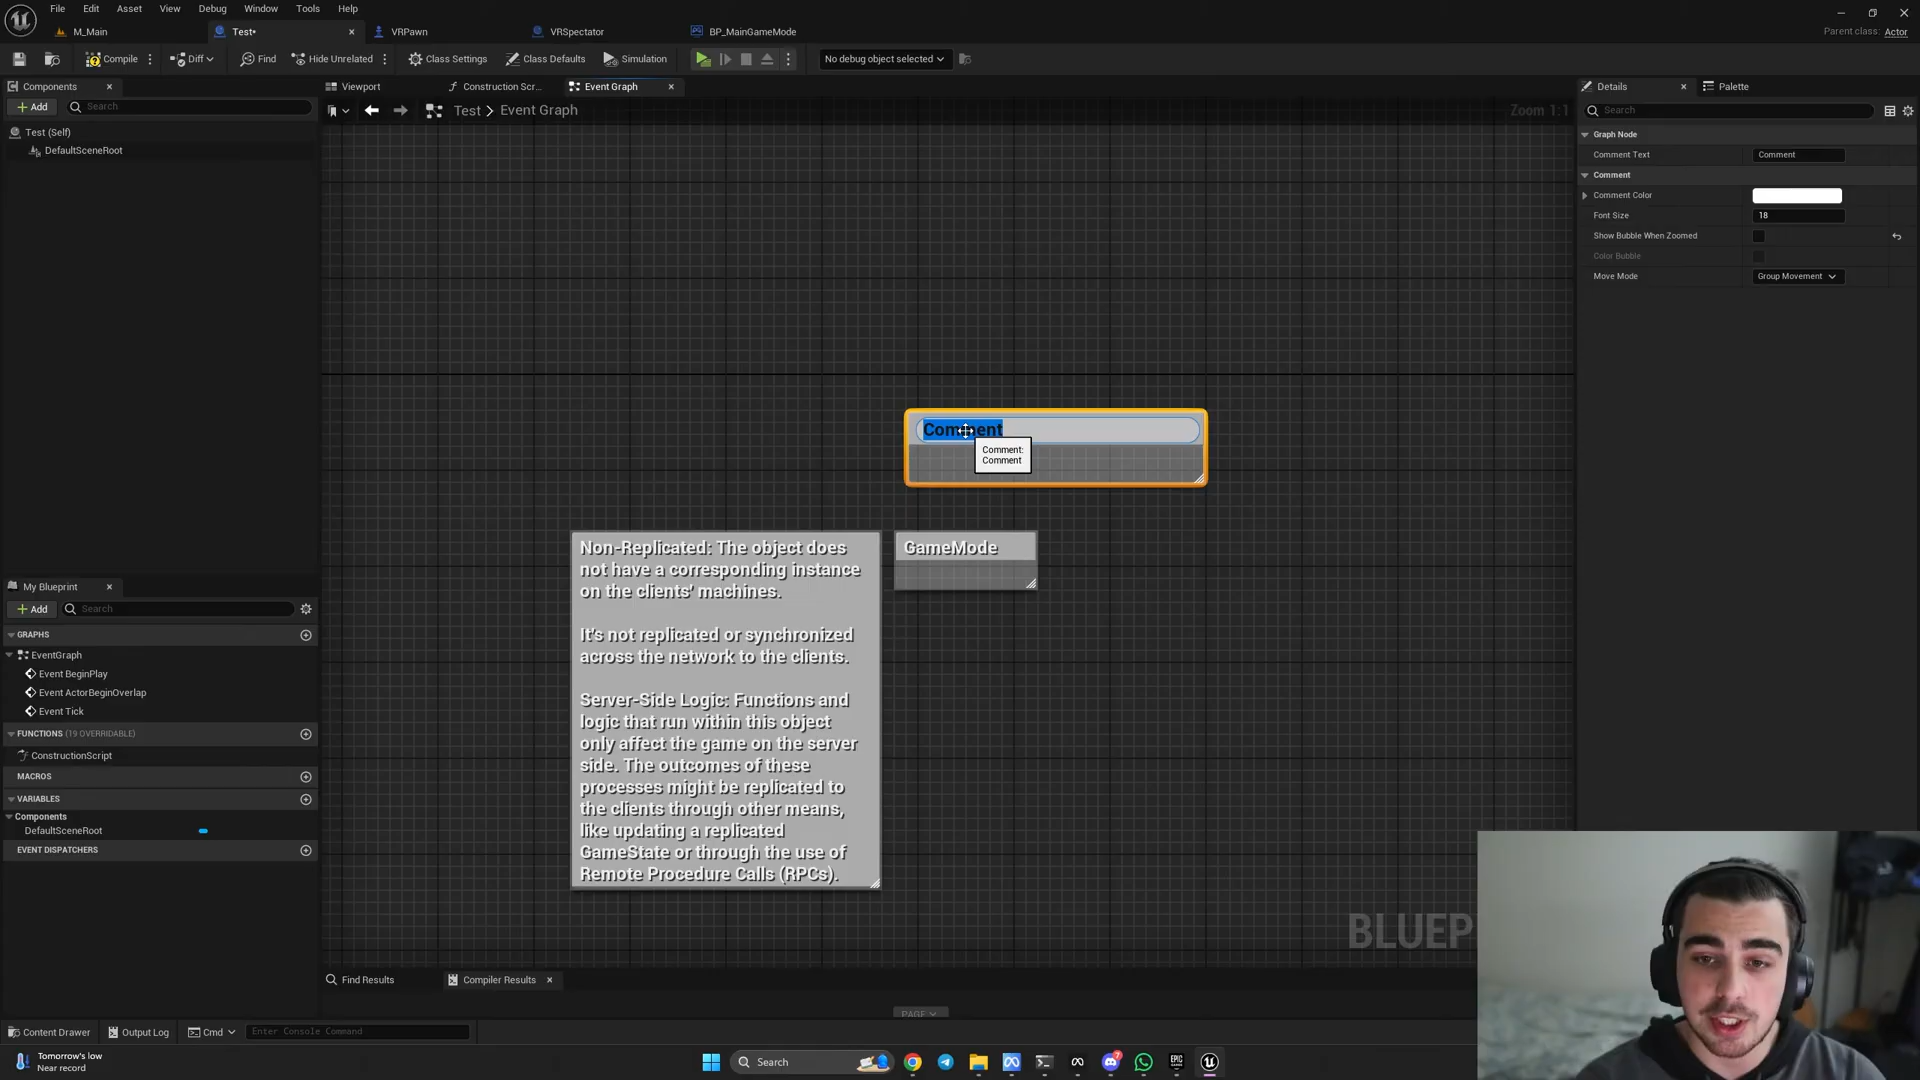 File Edit Asset View Debug Window Tools Help
M_Main
Test*
VRPawn
VRSpectator
BP_MainGameMode
Parent class: Actor
Compile
Diff
Find
Hide Unrelated
Class Settings
Class Defaults
Simulation
No debug object selected
Components
Add
Search
Test (Self)
DefaultSceneRoot
Viewport
Construction Scr...
Event Graph
Test > Event Graph
Zoom 1:1
Comment
Comment:
Comment
Non-Replicated: The object does
not have a corresponding instance
on the clients' machines.
It's not replicated or synchronized
across the network to the clients.
Server-Side Logic: Functions and
logic that run within this object
only affect the game on the server
side. The outcomes of these
processes might be replicated to
the clients through other means,
like updating a replicated
GameState or through the use of
Remote Procedure Calls (RPCs).
GameMode
BLUEP
Details
Palette
Search
Graph Node
Comment Text
Comment
Comment
Comment Color
Font Size
18
Show Bubble When Zoomed
Color Bubble
Move Mode
Group Movement
My Blueprint
Add
Search
GRAPHS
EventGraph
Event BeginPlay
Event ActorBeginOverlap
Event Tick
FUNCTIONS (19 OVERRIDABLE)
ConstructionScript
MACROS
VARIABLES
Components
DefaultSceneRoot
EVENT DISPATCHERS
Find Results
Compiler Results
PAGE
Content Drawer
Output Log
Cmd
Enter Console Command
Tomorrow's low
Near record
Search
7
EPIC